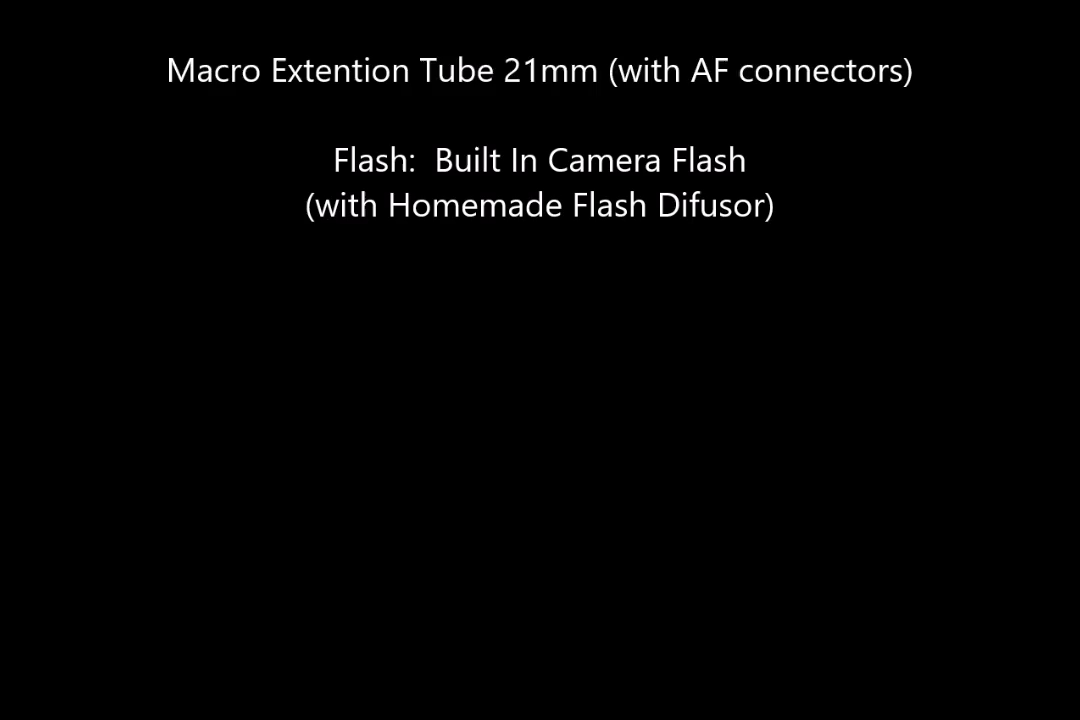 Macro Extention Tube 21mm (with AF connectors)
Flash:  Built In Camera Flash
(with Homemade Flash Difusor)